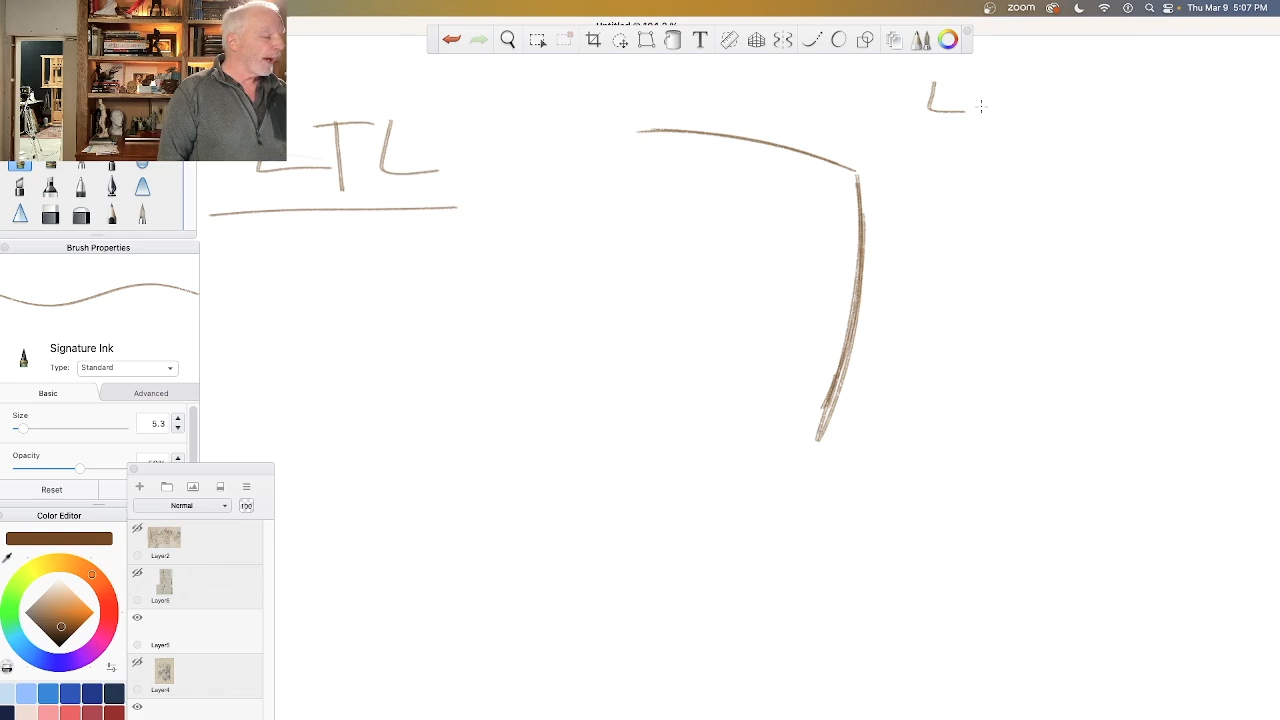 zoom Thu Mar 9 5:07 PM
LTL
L
Brush Properties
Signature Ink
Type: Standard
Basic Advanced
Size
5.3
Opacity
Reset
Color Editor
Normal
Layer2
Layer6
Layer5
Layer4